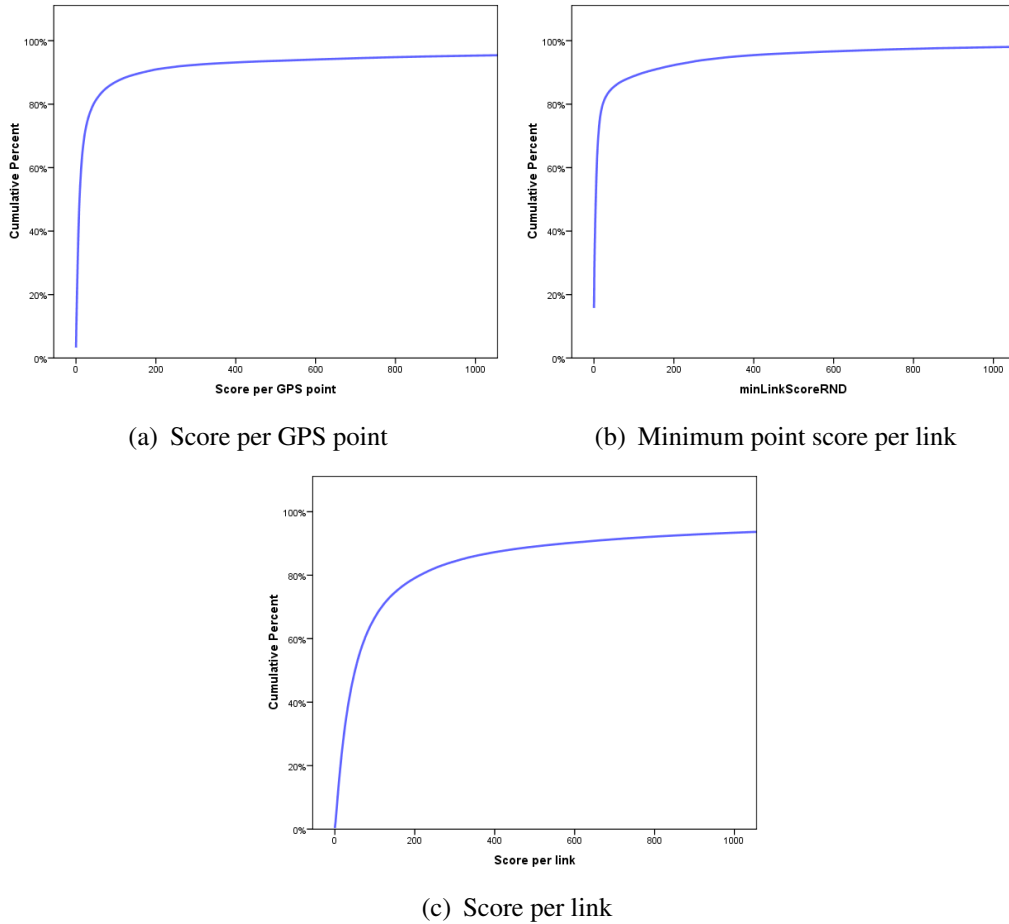 100%
80%
60%
40%
20%
0%
Cumulative Percent
0 200 400 600 800 1000
Score per GPS point
(a) Score per GPS point
100%
80%
60%
40%
20%
0%
Cumulative Percent
0 200 400 600 800 1000
minLinkScoreRND
(b) Minimum point score per link
100%
80%
60%
40%
20%
0%
Cumulative Percent
0 200 400 600 800 1000
Score per link
(c) Score per link